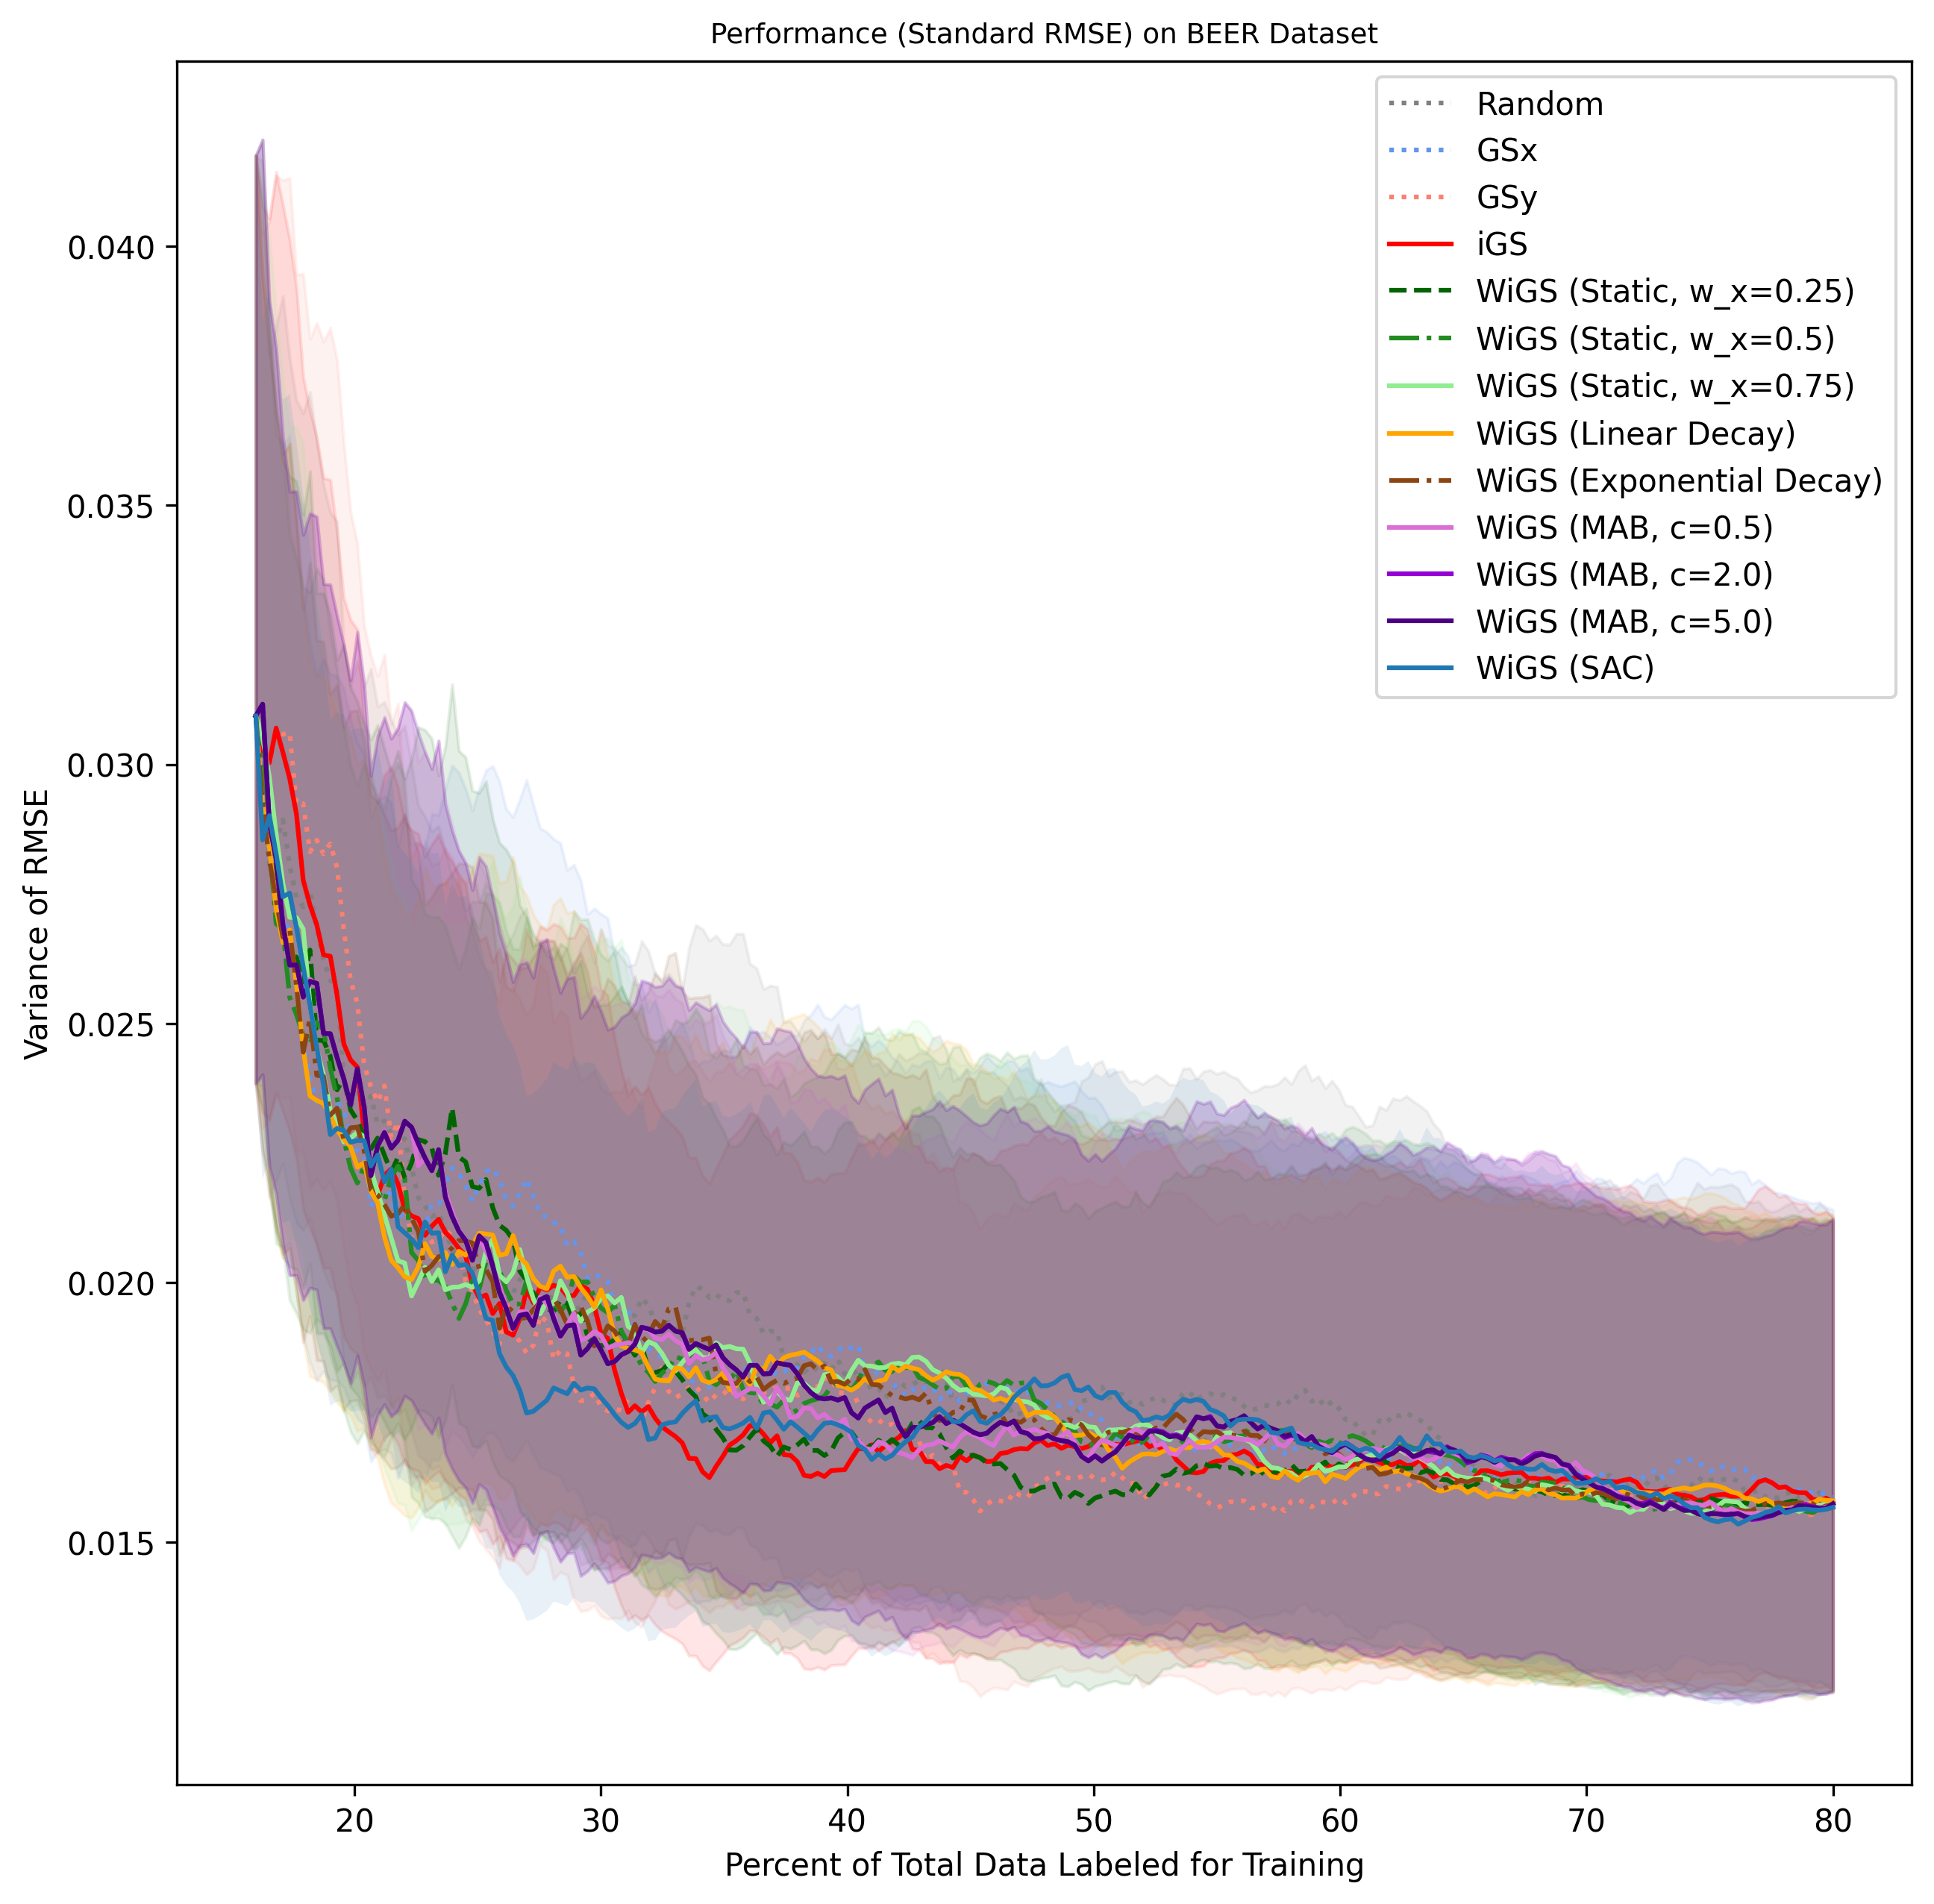 Performance (Standard RMSE) on BEER Dataset
Random
GSx
GSy
iGS
WiGS (Static, w_x=0.25)
WiGS (Static, w_x=0.5)
WiGS (Static, w_x=0.75)
WiGS (Linear Decay)
WiGS (Exponential Decay)
WiGS (MAB, c=0.5)
WiGS (MAB, c=2.0)
WiGS (MAB, c=5.0)
WiGS (SAC)
Variance of RMSE
0.040
0.035
0.030
0.025
0.020
0.015
20 30 40 50 60 70 80
Percent of Total Data Labeled for Training